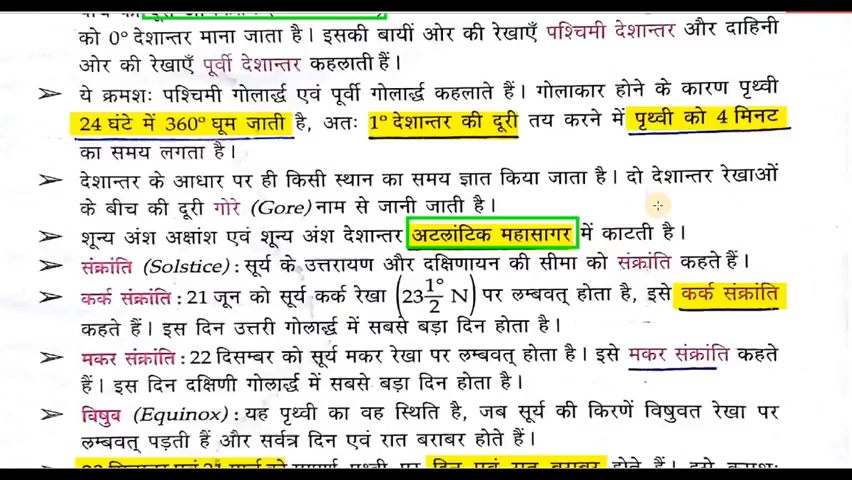 को 0° देशान्तर माना जाता है। इसकी बायीं ओर की रेखाएँ पश्चिमी देशान्तर और दाहिनी
ओर की रेखाएँ पूर्वी देशान्तर कहलाती हैं।
➤ ये क्रमशः पश्चिमी गोलार्द्ध एवं पूर्वी गोलार्द्ध कहलाते हैं। गोलाकार होने के कारण पृथ्वी
24 घंटे में 360° घूम जाती है, अतः 1° देशान्तर की दूरी तय करने में पृथ्वी को 4 मिनट
का समय लगता है।
➤ देशान्तर के आधार पर ही किसी स्थान का समय ज्ञात किया जाता है। दो देशान्तर रेखाओं
के बीच की दूरी गोरे (Gore) नाम से जानी जाती है।
➤ शून्य अंश अक्षांश एवं शून्य अंश देशान्तर अटलांटिक महासागर में काटती है।
➤ संक्रांति (Solstice) : सूर्य के उत्तरायण और दक्षिणायन की सीमा को संक्रांति कहते हैं।
➤ कर्क संक्रांति : 21 जून को सूर्य कर्क रेखा (23 1°/2 N) पर लम्बवत् होता है, इसे कर्क संक्रांति
कहते हैं। इस दिन उत्तरी गोलार्द्ध में सबसे बड़ा दिन होता है।
➤ मकर संक्रांति : 22 दिसम्बर को सूर्य मकर रेखा पर लम्बवत् होता है। इसे मकर संक्रांति कहते
हैं। इस दिन दक्षिणी गोलार्द्ध में सबसे बड़ा दिन होता है।
➤ विषुव (Equinox) : यह पृथ्वी का वह स्थिति है, जब सूर्य की किरणें विषुवत रेखा पर
लम्बवत् पड़ती हैं और सर्वत्र दिन एवं रात बराबर होते हैं।